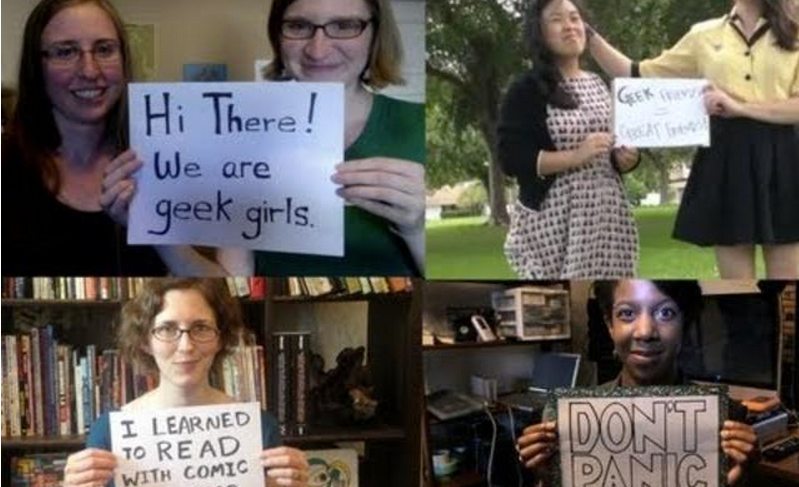 Hi There!
We are
geek girls.
GEEK FRIENDS
=
GREAT FRIENDS!
I LEARNED
TO READ
WITH COMIC
DON'T
PANIC